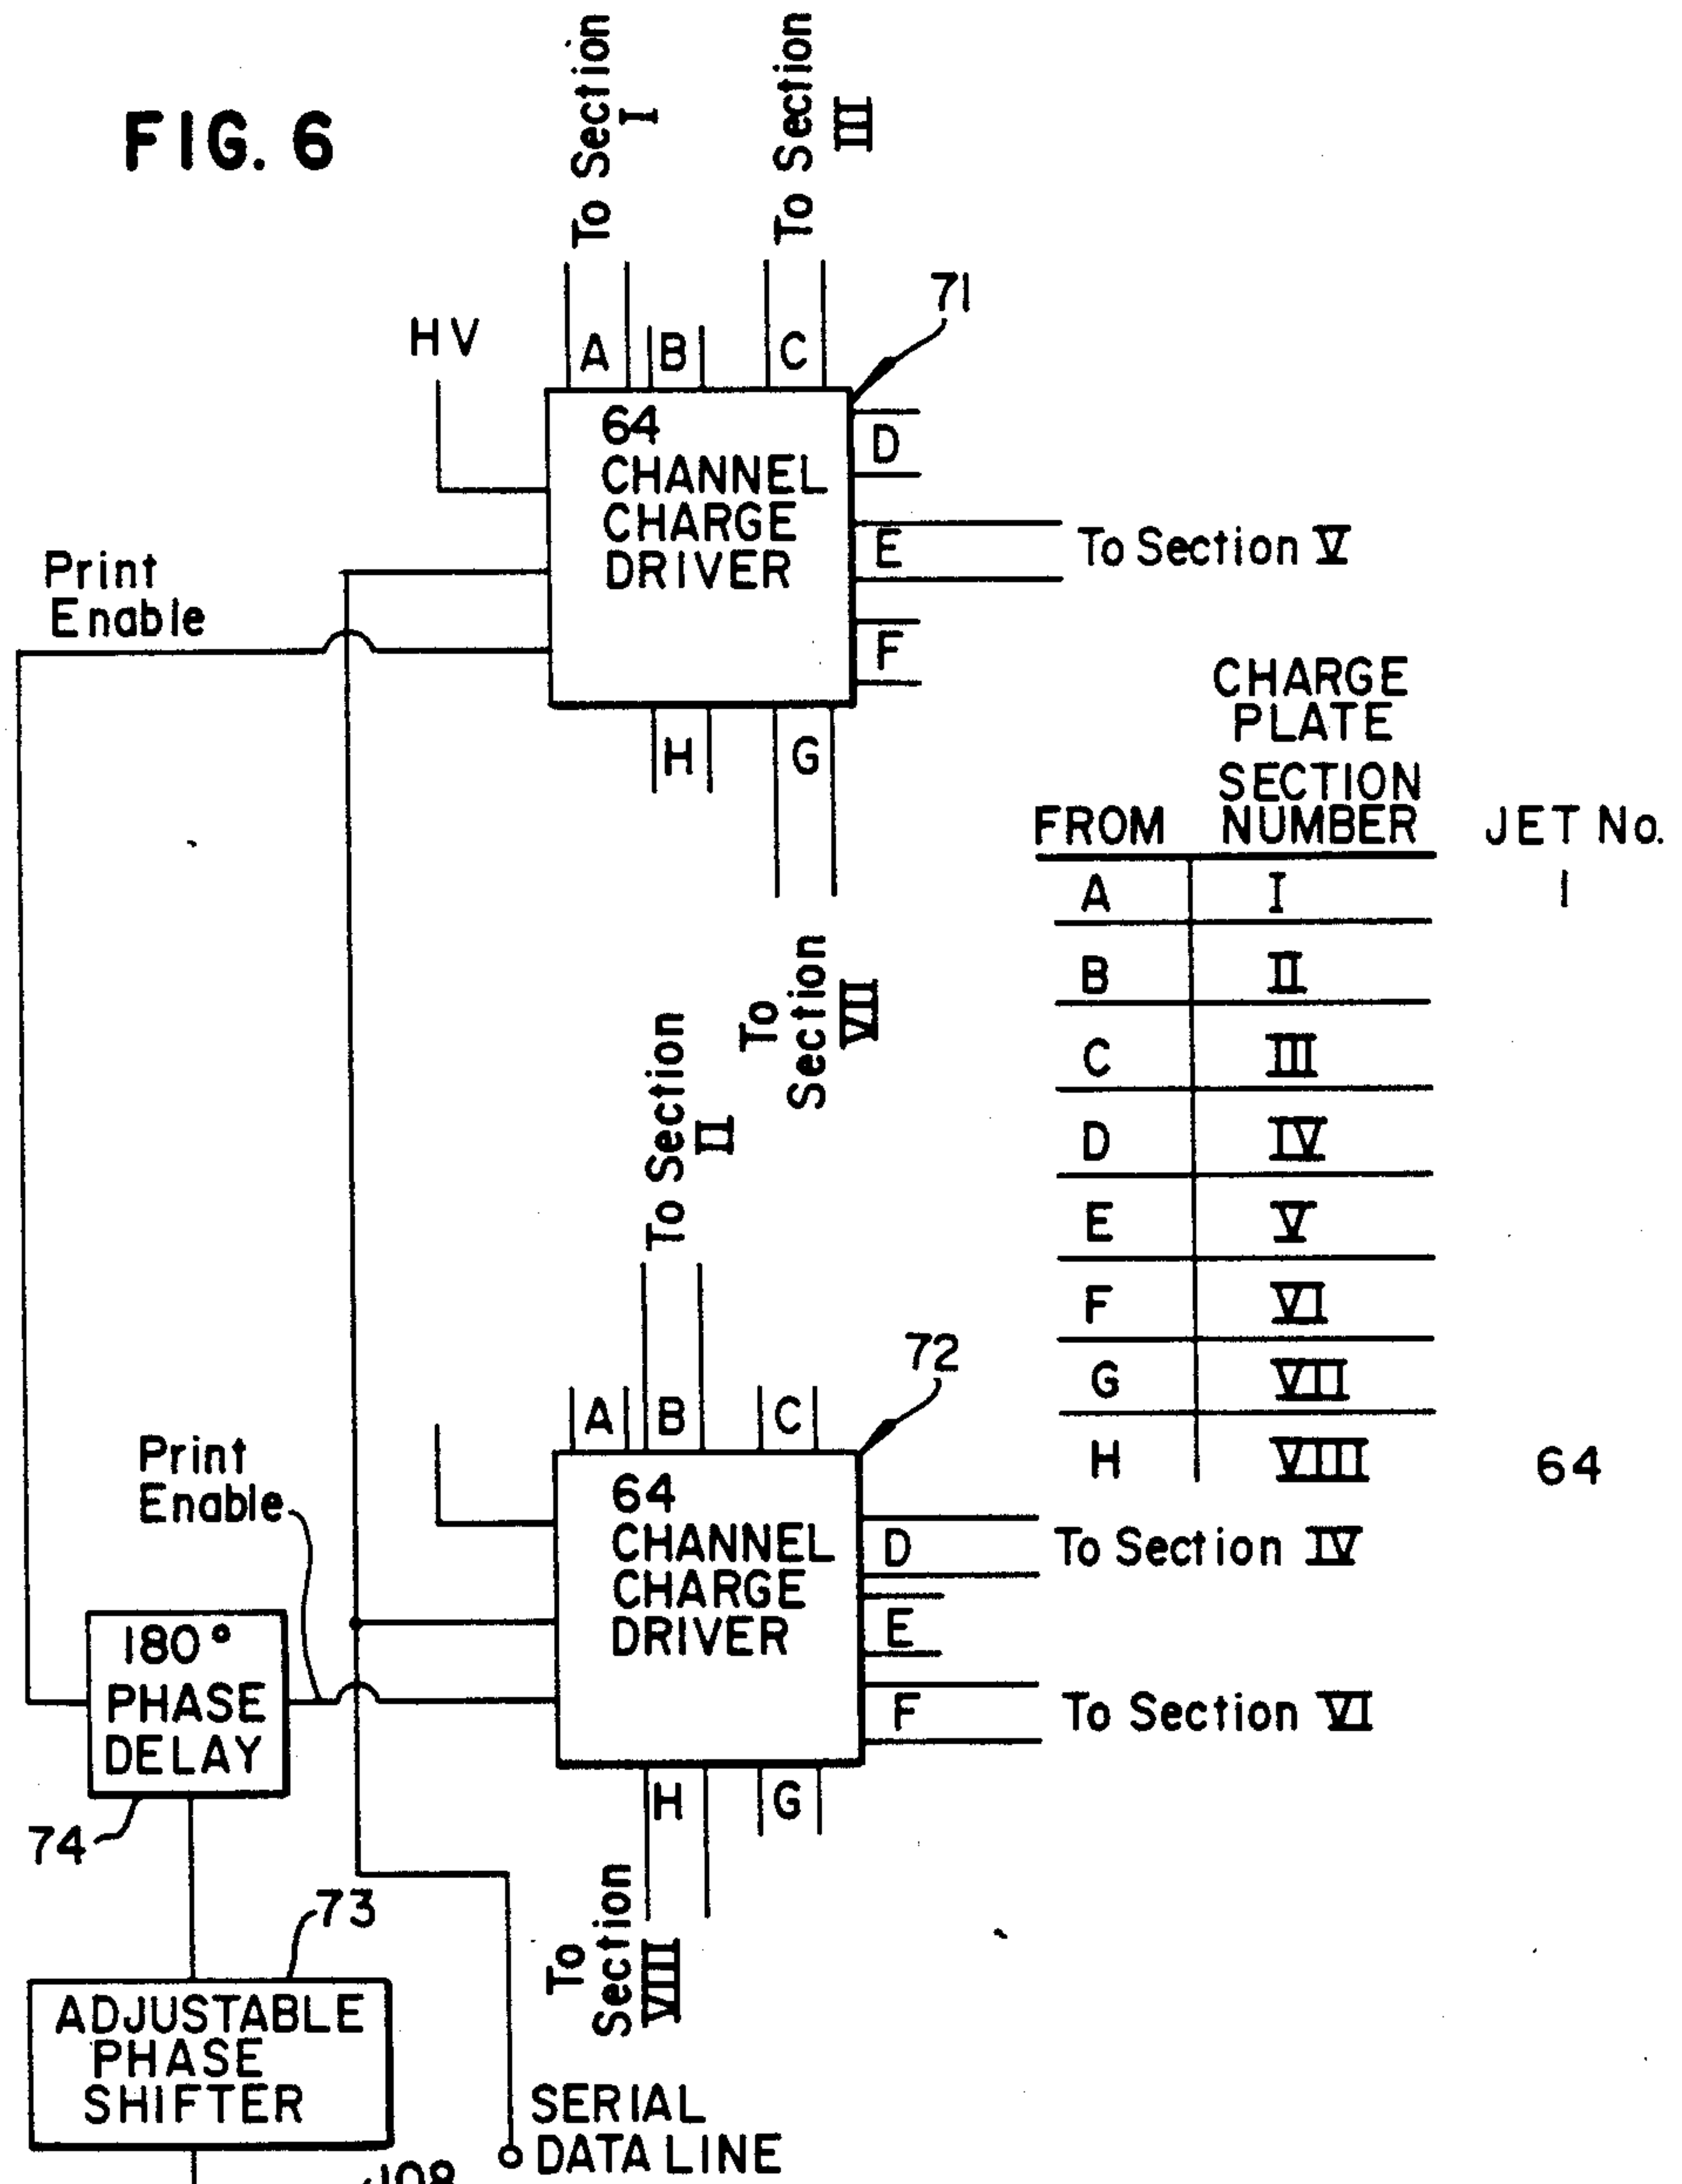 FIG. 6
To Section
I
To Section
III
HV
71
A
B
C
64
CHANNEL
CHARGE
DRIVER
D
E
To Section V
F
Print
Enable
H
G
To
Section
VII
CHARGE
PLATE
SECTION
FROM NUMBER JET No.
A I 1
B II
C III
D IV
E V
F VI
G VII
H VIII 64
To Section
II
72
A
B
C
Print
Enable
64
CHANNEL
CHARGE
DRIVER
D
To Section IV
E
F
To Section VI
180°
PHASE
DELAY
74
H
G
To
Section
VIII
73
ADJUSTABLE
PHASE
SHIFTER
SERIAL
DATA LINE
108